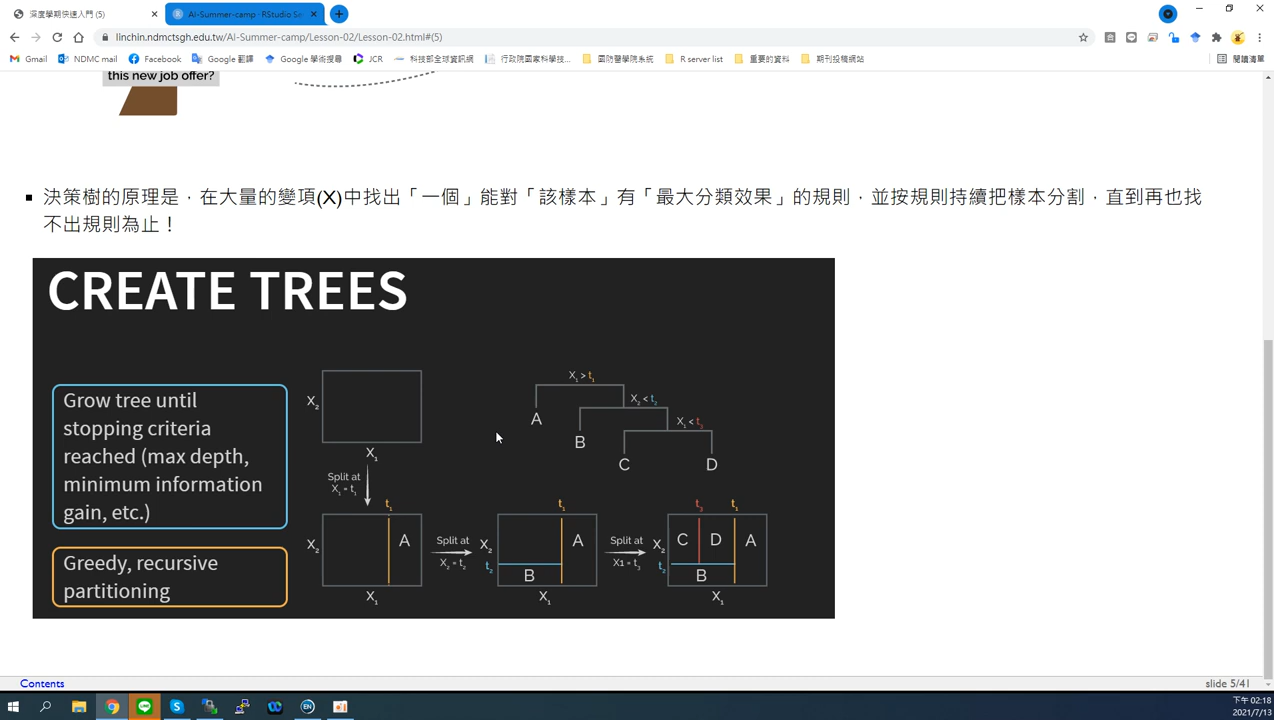 深度學期快速入門 (5)
AI-Summer-camp - RStudio Se
linchin.ndmctsgh.edu.tw/AI-Summer-camp/Lesson-02/Lesson-02.html#(5)
Gmail NDMC mail Facebook Google 翻譯 Google 學術搜尋 JCR 科技部全球資訊網 行政院國家科學技... 國防醫學院系統 R server list 重要的資料 期刊投稿網站 閱讀清單
this new job offer?
決策樹的原理是，在大量的變項(X)中找出「一個」能對「該樣本」有「最大分類效果」的規則，並按規則持續把樣本分割，直到再也找
不出規則為止！
CREATE TREES
Grow tree until
stopping criteria
reached (max depth,
minimum information
gain, etc.)
Greedy, recursive
partitioning
X₂
X₁
Split at
X₁ = t₁
X₁ > t₁
X₂ < t₂
X₁ < t₃
A
B
C D
t₁
X₂ A
X₁
Split at
X₂ = t₂
t₁
X₂ A
t₂ B
X₁
Split at
X1 = t₃
t₃ t₁
X₂ C D A
t₂ B
X₁
Contents slide 5/41
EN
下午 02:18
2021/7/13